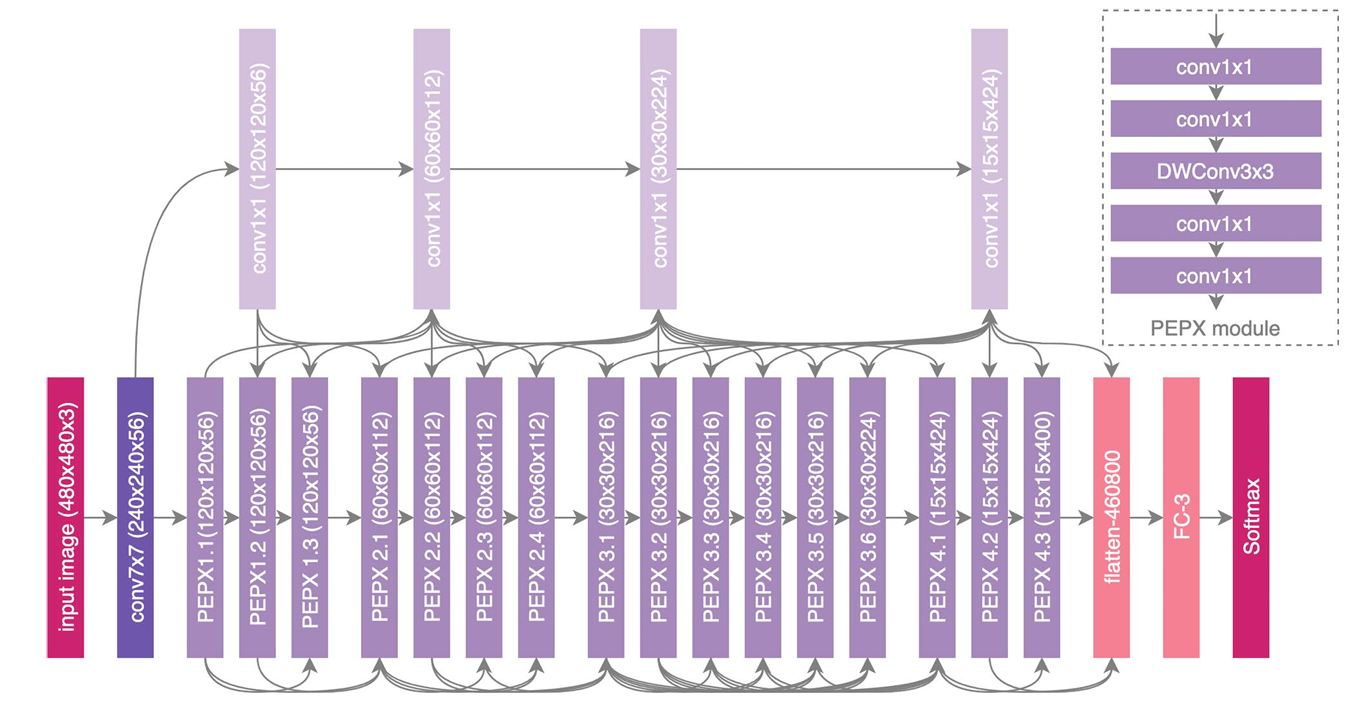 conv1x1 (120x120x56)
conv1x1 (60x60x112)
conv1x1 (30x30x224)
conv1x1 (15x15x424)
conv1x1
conv1x1
DWConv3x3
conv1x1
conv1x1
PEPX module
input image (480x480x3)
conv7x7 (240x240x56)
PEPX1.1(120x120x56)
PEPX1.2 (120x120x56)
PEPX 1.3 (120x120x56)
PEPX 2.1 (60x60x112)
PEPX 2.2 (60x60x112)
PEPX 2.3 (60x60x112)
PEPX 2.4 (60x60x112)
PEPX 3.1 (30x30x216)
PEPX 3.2 (30x30x216)
PEPX 3.3 (30x30x216)
PEPX 3.4 (30x30x216)
PEPX 3.5 (30x30x216)
PEPX 3.6 (30x30x224)
PEPX 4.1 (15x15x424)
PEPX 4.2 (15x15x424)
PEPX 4.3 (15x15x400)
flatten-460800
FC-3
Softmax